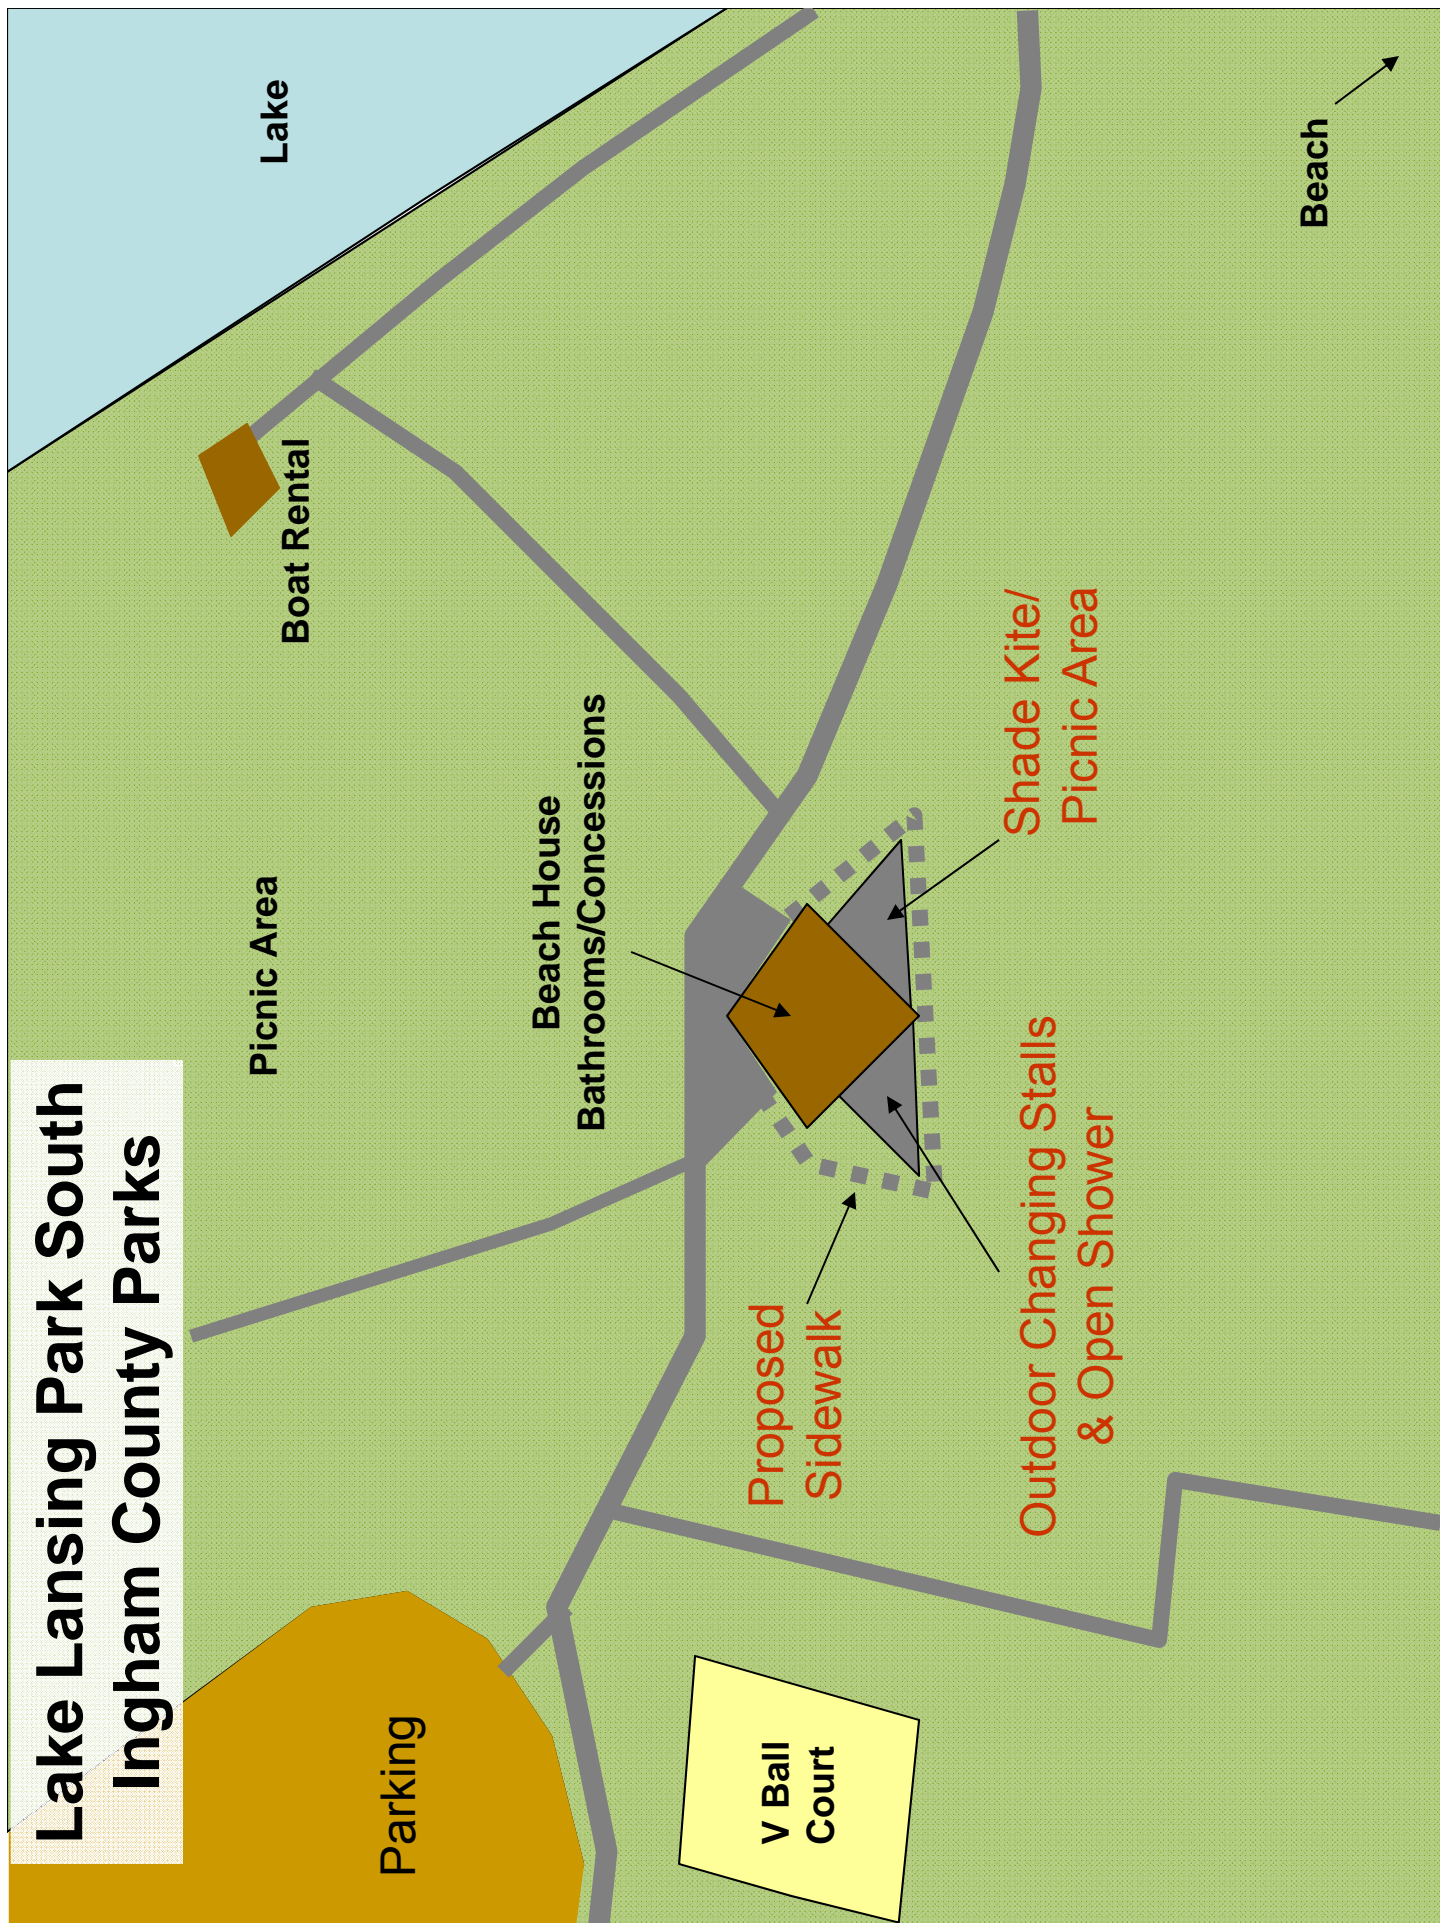 Lake Lansing Park South
Ingham County Parks
Lake
Boat Rental
Picnic Area
Beach House
Bathrooms/Concessions
Parking
Proposed
Sidewalk
V Ball
Court
Shade Kite/
Picnic Area
Outdoor Changing Stalls
& Open Shower
Beach